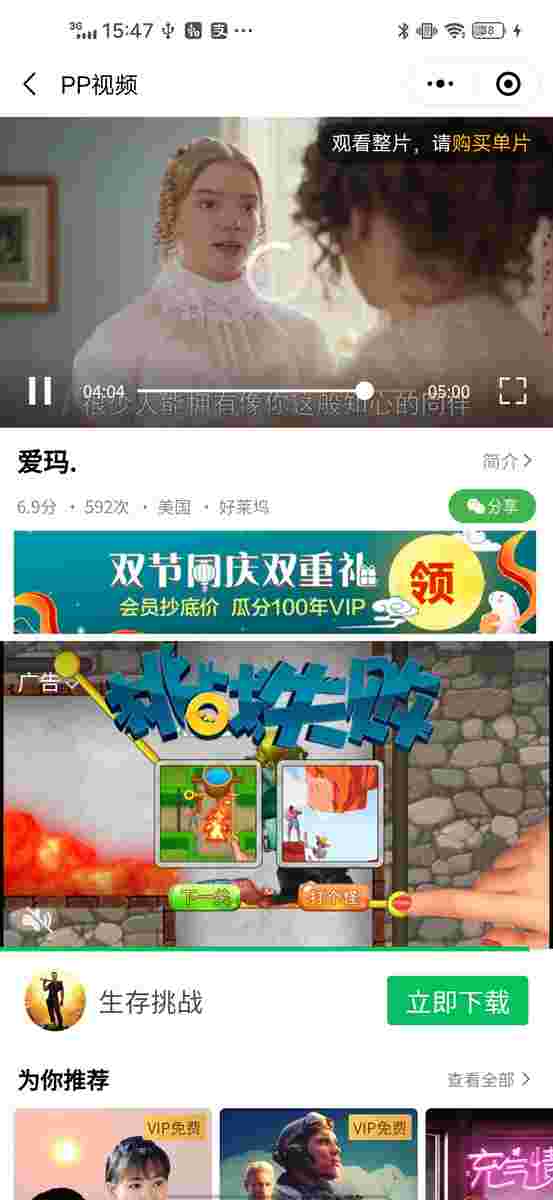 3G 15:47 58
PP视频
观看整片，请购买单片
04:04 05:00
很少人能拥有像你这般知心的同伴
爱玛.
简介
6.9分 · 592次 · 美国 · 好莱坞
分享
双节同庆双重礼
会员抄底价 瓜分100年VIP
领
广告
挑战失败
下一关
打个怪
生存挑战
立即下载
为你推荐
查看全部
VIP免费
VIP免费